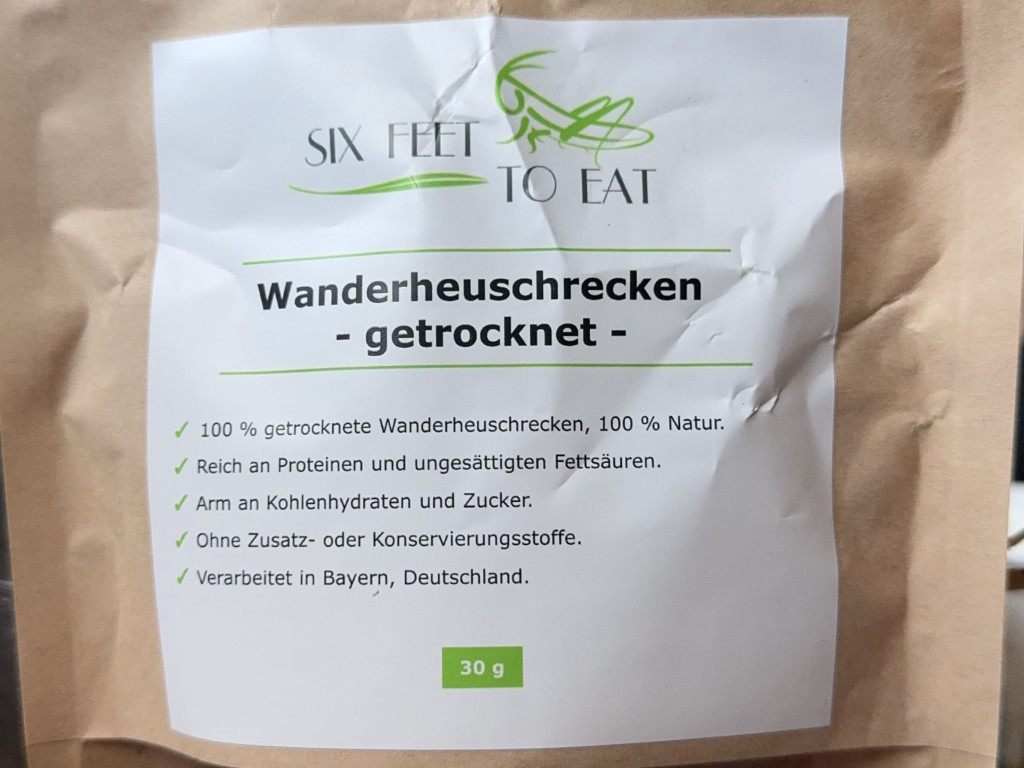 SIX FEET
TO EAT
Wanderheuschrecken
- getrocknet -
✓ 100 % getrocknete Wanderheuschrecken, 100 % Natur.
✓ Reich an Proteinen und ungesättigten Fettsäuren.
✓ Arm an Kohlenhydraten und Zucker.
✓ Ohne Zusatz- oder Konservierungsstoffe.
✓ Verarbeitet in Bayern, Deutschland.
30 g